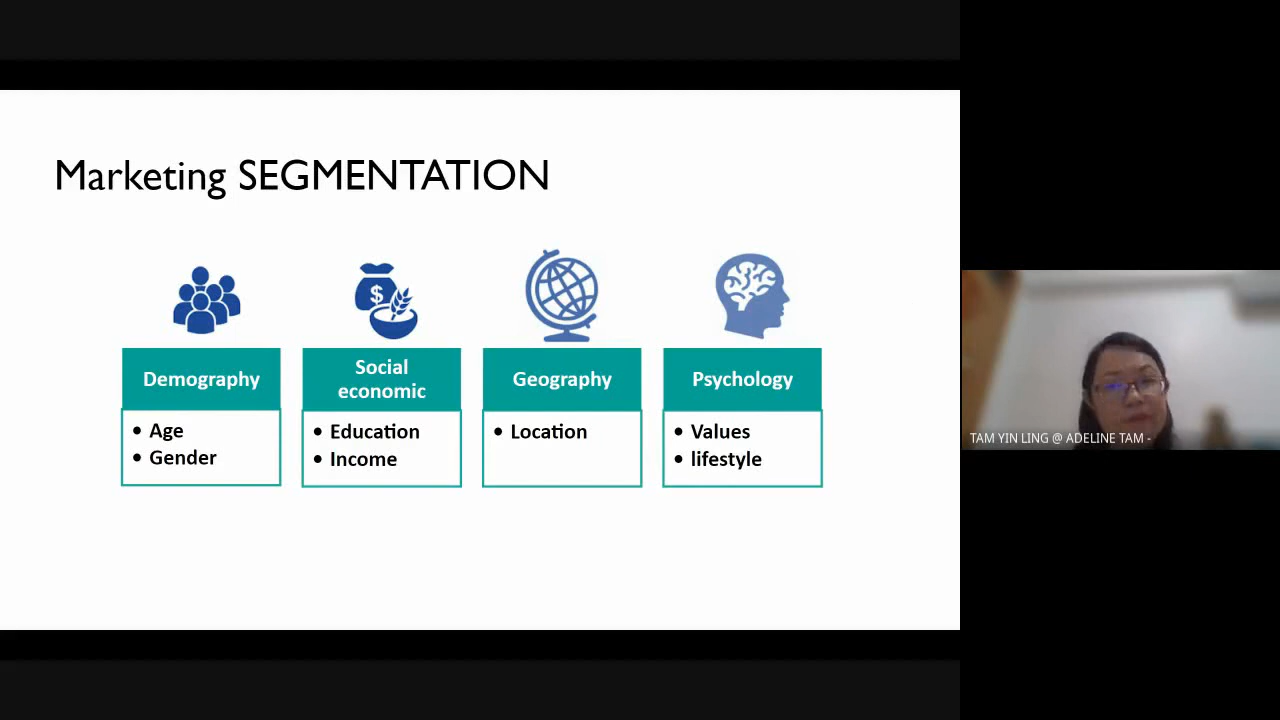 Marketing SEGMENTATION
$
Demography
• Age
• Gender
Social
economic
• Education
• Income
Geography
• Location
Psychology
• Values
• lifestyle
TAM YIN LING @ ADELINE TAM -